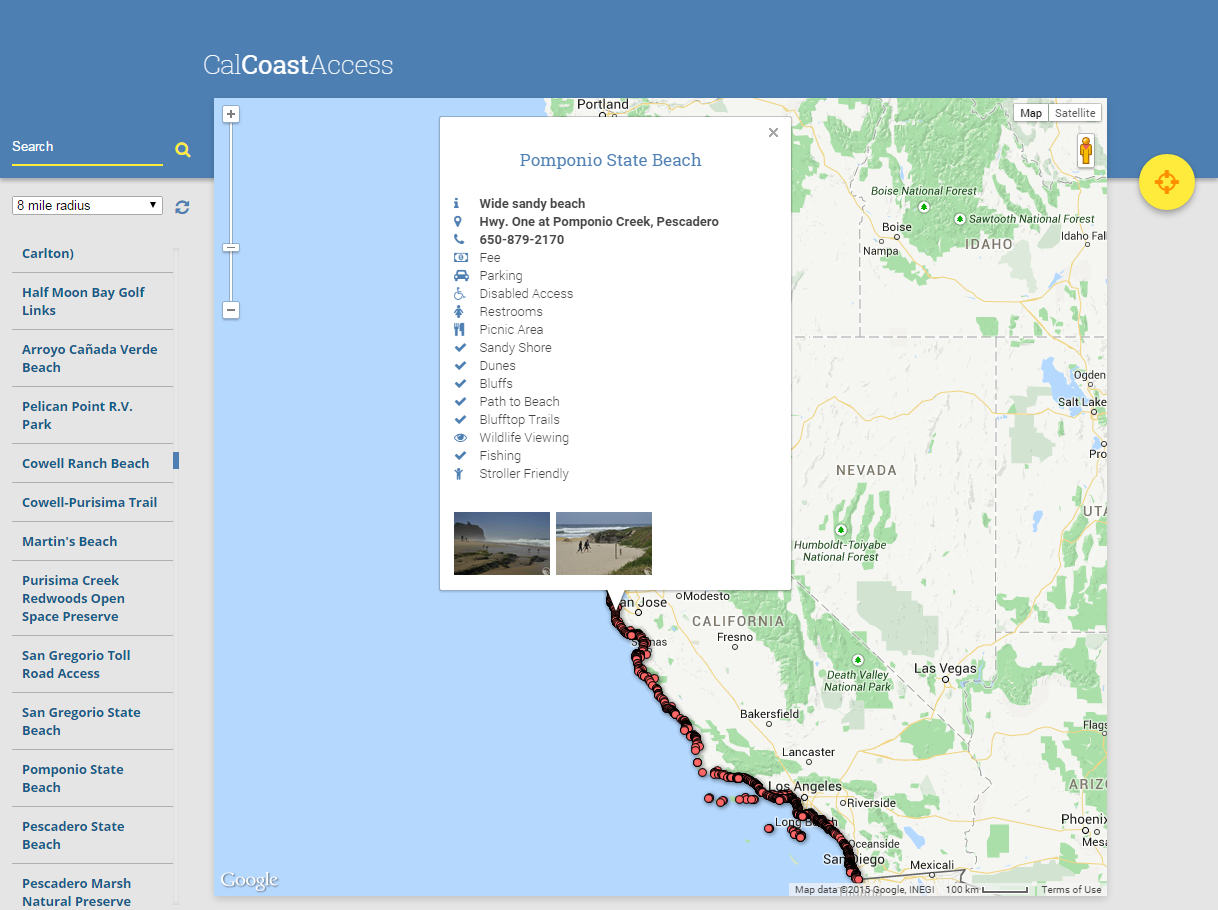 CalCoastAccess
Search
8 mile radius
Carlton)
Half Moon Bay Golf
Links
Arroyo Cañada Verde
Beach
Pelican Point R.V.
Park
Cowell Ranch Beach
Cowell-Purisima Trail
Martin's Beach
Purisima Creek
Redwoods Open
Space Preserve
San Gregorio Toll
Road Access
San Gregorio State
Beach
Pomponio State
Beach
Pescadero State
Beach
Pescadero Marsh
Natural Preserve
Pomponio State Beach
Wide sandy beach
Hwy. One at Pomponio Creek, Pescadero
650-879-2170
Fee
Parking
Disabled Access
Restrooms
Picnic Area
Sandy Shore
Dunes
Bluffs
Path to Beach
Blufftop Trails
Wildlife Viewing
Fishing
Stroller Friendly
Portland
Map Satellite
Boise National Forest
Sawtooth National Forest
Boise
Nampa
IDAHO
Idaho Fal
Ogden
Salt Lake
Pro
NEVADA
UTA
Humboldt-Toiyabe
National Forest
an Jose
Modesto
CALIFORNIA
Fresno
Las Vegas
Death Valley
National Park
Bakersfield
Flags
Lancaster
Los Angeles
ARIZ
Riverside
Long B
Phoenix
Mesa
Oceanside
San Diego
Mexicali
Google
Map data ©2015 Google, INEGI
100 km
Terms of Use